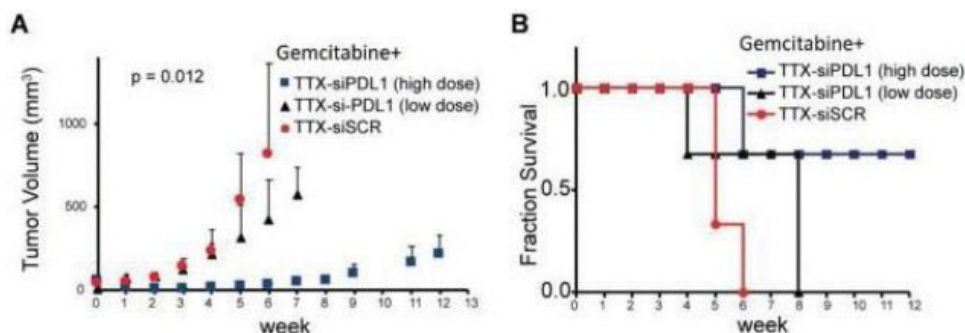 A
Gemcitabine+
p = 0.012
TTX-siPDL1 (high dose)
TTX-si-PDL1 (low dose)
TTX-siSCR
Tumor Volume (mm³)
1000
500
0
0 1 2 3 4 5 6 7 8 9 11 12 13
week
B
Gemcitabine+
TTX-siPDL1 (high dose)
TTX-siPDL1 (low dose)
TTX-siSCR
Fraction Survival
1.0
0.5
0.0
0 1 2 3 4 5 6 7 8 9 10 11 12
week